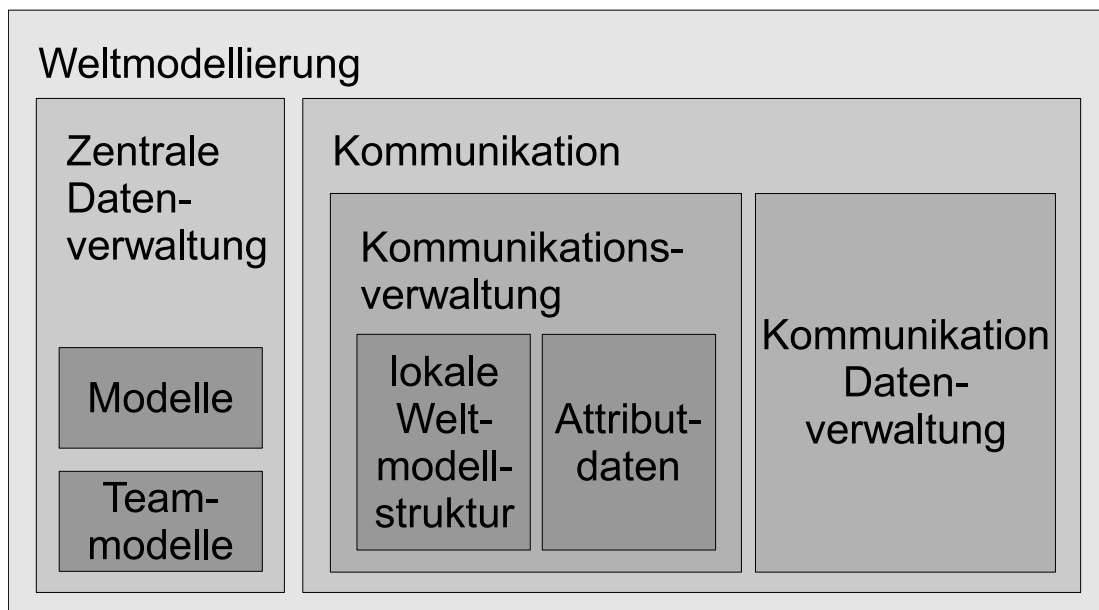 Weltmodellierung
Zentrale
Daten-
verwaltung
Modelle
Team-
modelle
Kommunikation
Kommunikations-
verwaltung
lokale
Welt-
modell-
struktur
Attribut-
daten
Kommunikation
Daten-
verwaltung